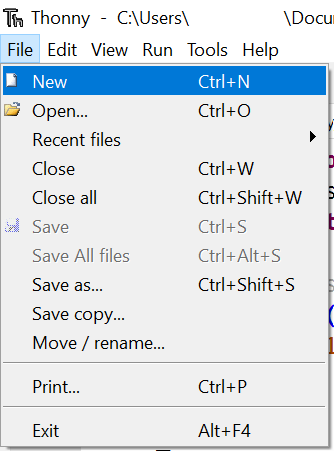 Thonny - C:\Users\ \Docu
File Edit View Run Tools Help
New Ctrl+N
Open... Ctrl+O
Recent files
Close Ctrl+W
Close all Ctrl+Shift+W
Save Ctrl+S
Save All files Ctrl+Alt+S
Save as... Ctrl+Shift+S
Save copy...
Move / rename...
Print... Ctrl+P
Exit Alt+F4